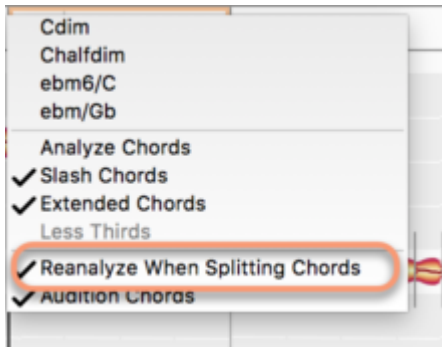 Cdim
Chalfdim
ebm6/C
ebm/Gb
Analyze Chords
Slash Chords
Extended Chords
Less Thirds
Reanalyze When Splitting Chords
Audition Chords